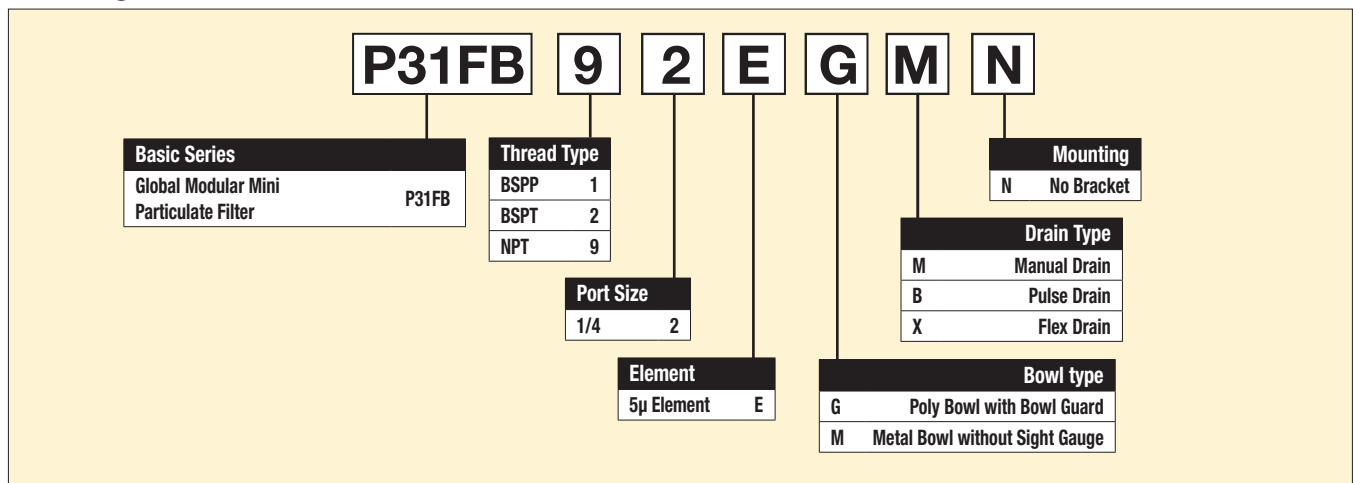 P31FB 9 2 E G M N
Basic Series
Global Modular Mini
Particulate Filter P31FB
Thread Type
BSPP 1
BSPT 2
NPT 9
Mounting
N No Bracket
Drain Type
M Manual Drain
B Pulse Drain
X Flex Drain
Port Size
1/4 2
Element
5µ Element E
Bowl type
G Poly Bowl with Bowl Guard
M Metal Bowl without Sight Gauge